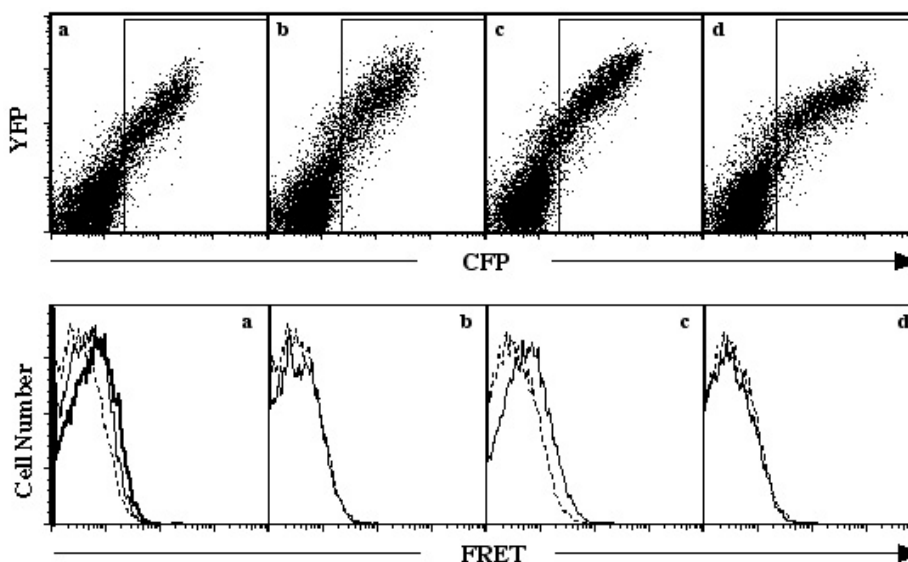 a b c d
YFP
CFP
a b c d
Cell Number
FRET